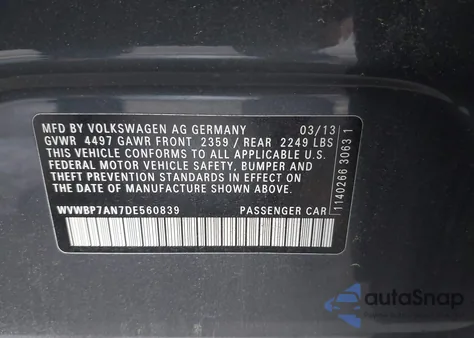 MFD BY VOLKSWAGEN AG GERMANY 03/13
GVWR 4497 GAWR FRONT 2359 / REAR 2249 LBS
THIS VEHICLE CONFORMS TO ALL APPLICABLE U.S.
FEDERAL MOTOR VEHICLE SAFETY, BUMPER AND
THEFT PREVENTION STANDARDS IN EFFECT ON THE
DATE OF MANUFACTURE SHOWN ABOVE.
WVWBP7AN7DE560839 PASSENGER CAR
1140266 3063 1
autoSnap